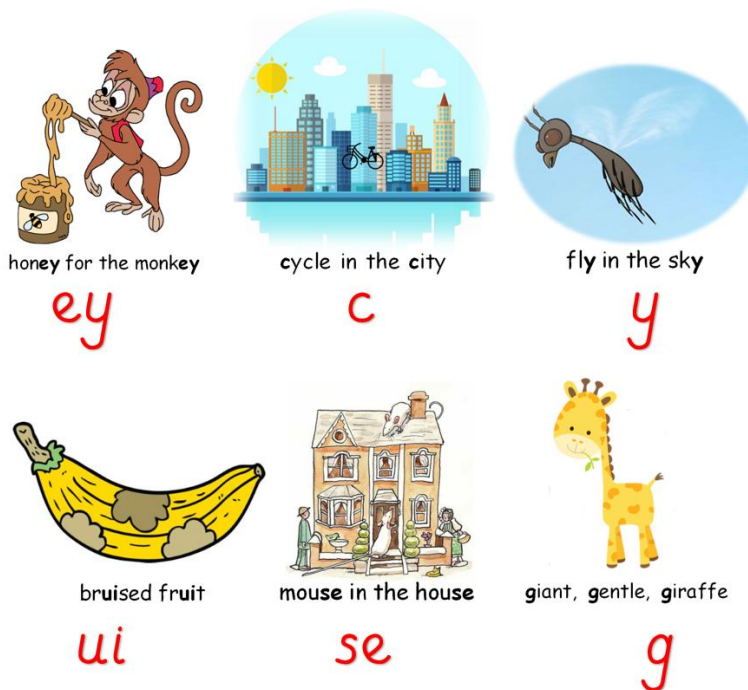 honey for the monkey
cycle in the city
fly in the sky
ey
c
y
bruised fruit
mouse in the house
giant, gentle, giraffe
ui
se
g